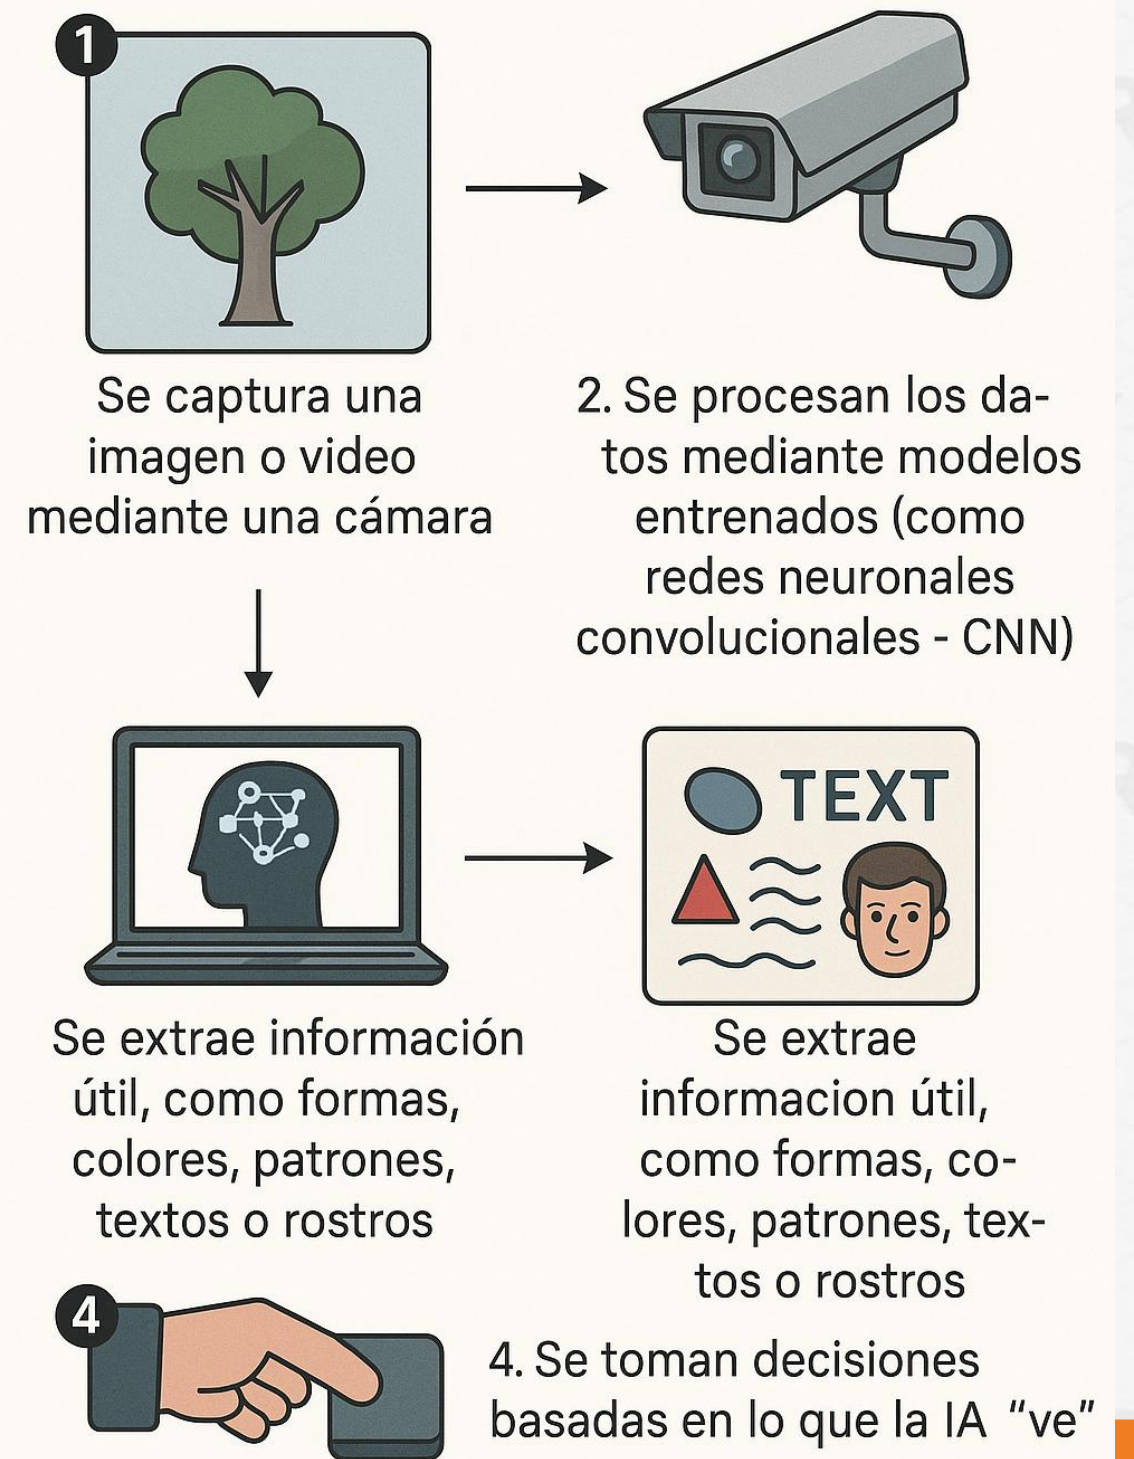 1
Se captura una
imagen o video
mediante una cámara
2. Se procesan los da-
tos mediante modelos
entrenados (como
redes neuronales
convolucionales - CNN)
TEXT
Se extrae información
útil, como formas,
colores, patrones,
textos o rostros
Se extrae
informacion útil,
como formas, co-
lores, patrones, tex-
tos o rostros
4
4. Se toman decisiones
basadas en lo que la IA “ve”